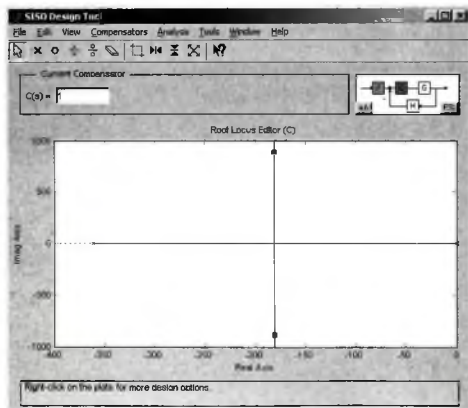 SISO Design Tool
File Edit View Compensators Analysis Tools Window Help
Current Compensator
C(s) =
F C G
H
+/- FS
Root Locus Editor (C)
1000
500
0
-500
-1000
-400 -350 -300 -250 -200 -150 -100 -50 0
Imag Axis
Real Axis
Right-click on the plots for more design options.